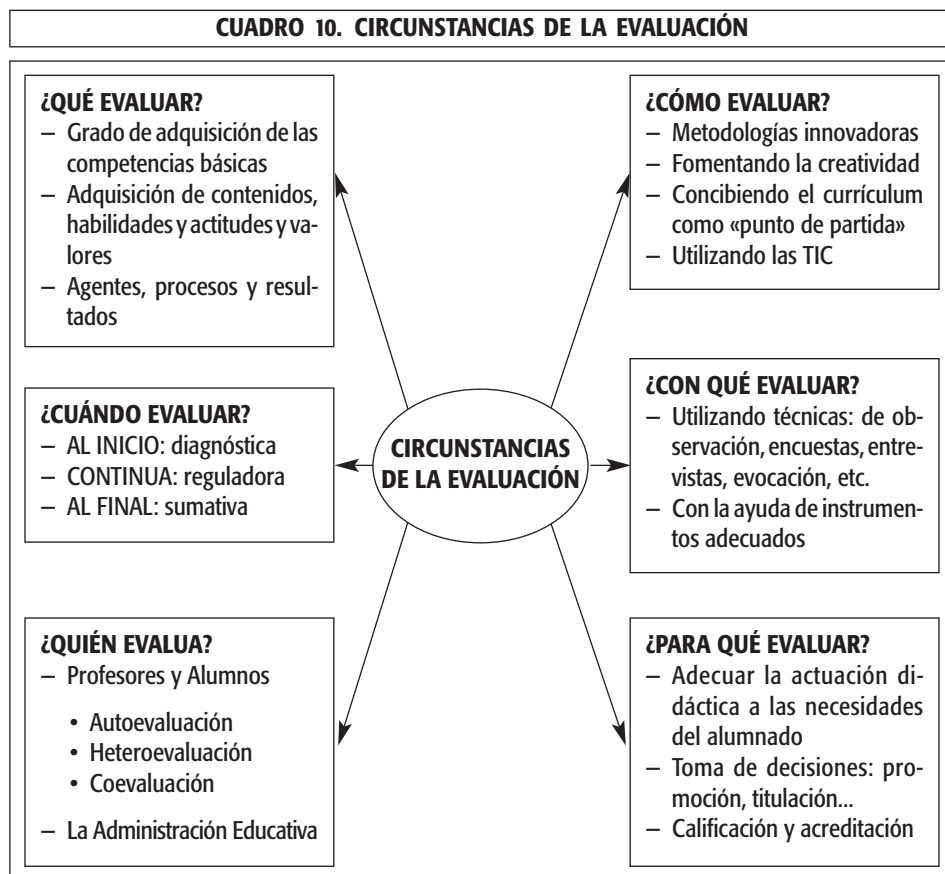 CUADRO 10. CIRCUNSTANCIAS DE LA EVALUACIÓN
¿QUÉ EVALUAR?
– Grado de adquisición de las
competencias básicas
– Adquisición de contenidos,
habilidades y actitudes y va-
lores
– Agentes, procesos y resul-
tados
¿CUÁNDO EVALUAR?
– AL INICIO: diagnóstica
– CONTINUA: reguladora
– AL FINAL: sumativa
¿QUIÉN EVALUA?
– Profesores y Alumnos
• Autoevaluación
• Heteroevaluación
• Coevaluación
– La Administración Educativa
CIRCUNSTANCIAS
DE LA EVALUACIÓN
¿CÓMO EVALUAR?
– Metodologías innovadoras
– Fomentando la creatividad
– Concibiendo el currículum
como «punto de partida»
– Utilizando las TIC
¿CON QUÉ EVALUAR?
– Utilizando técnicas: de ob-
servación, encuestas, entre-
vistas, evocación, etc.
– Con la ayuda de instrumen-
tos adecuados
¿PARA QUÉ EVALUAR?
– Adecuar la actuación di-
dáctica a las necesidades
del alumnado
– Toma de decisiones: pro-
moción, titulación...
– Calificación y acreditación